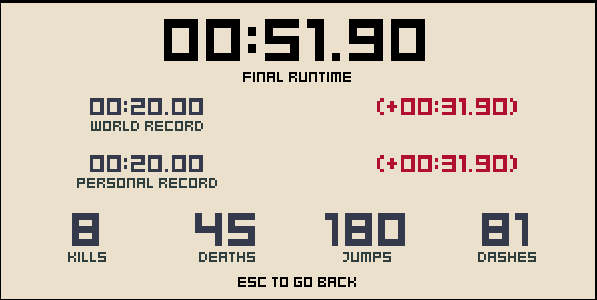 00:51.90
FINAL RUNTIME
00:20.00 (+00:31.90)
WORLD RECORD
00:20.00 (+00:31.90)
PERSONAL RECORD
8 45 180 81
KILLS DEATHS JUMPS DASHES
ESC TO GO BACK